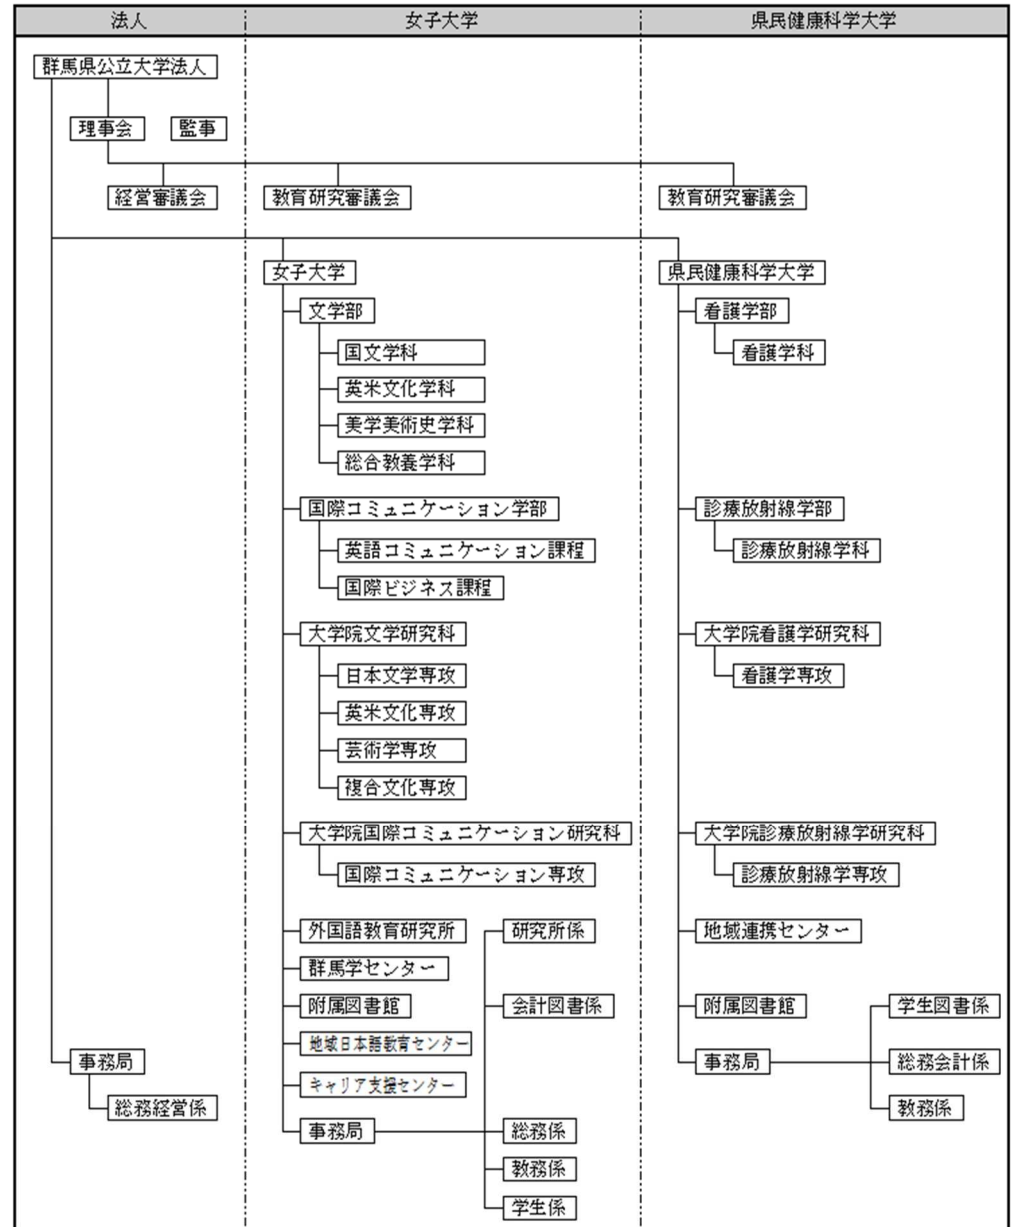 法人 女子大学 県民健康科学大学
群馬県公立大学法人
理事会 監事
経営審議会 教育研究審議会 教育研究審議会
女子大学 県民健康科学大学
文学部 看護学部
国文学科 看護学科
英米文化学科
美学美術史学科
総合教養学科
国際コミュニケーション学部 診療放射線学部
英語コミュニケーション課程 診療放射線学科
国際ビジネス課程
大学院文学研究科 大学院看護学研究科
日本文学専攻 看護学専攻
英米文化専攻
芸術学専攻
複合文化専攻
大学院国際コミュニケーション研究科 大学院診療放射線学研究科
国際コミュニケーション専攻 診療放射線学専攻
外国語教育研究所 研究所係 地域連携センター
群馬学センター
附属図書館 会計図書係 附属図書館 学生図書係
地域日本語教育センター
事務局 事務局 総務会計係
キャリア支援センター
総務経営係 教務係
事務局 総務係
教務係
学生係